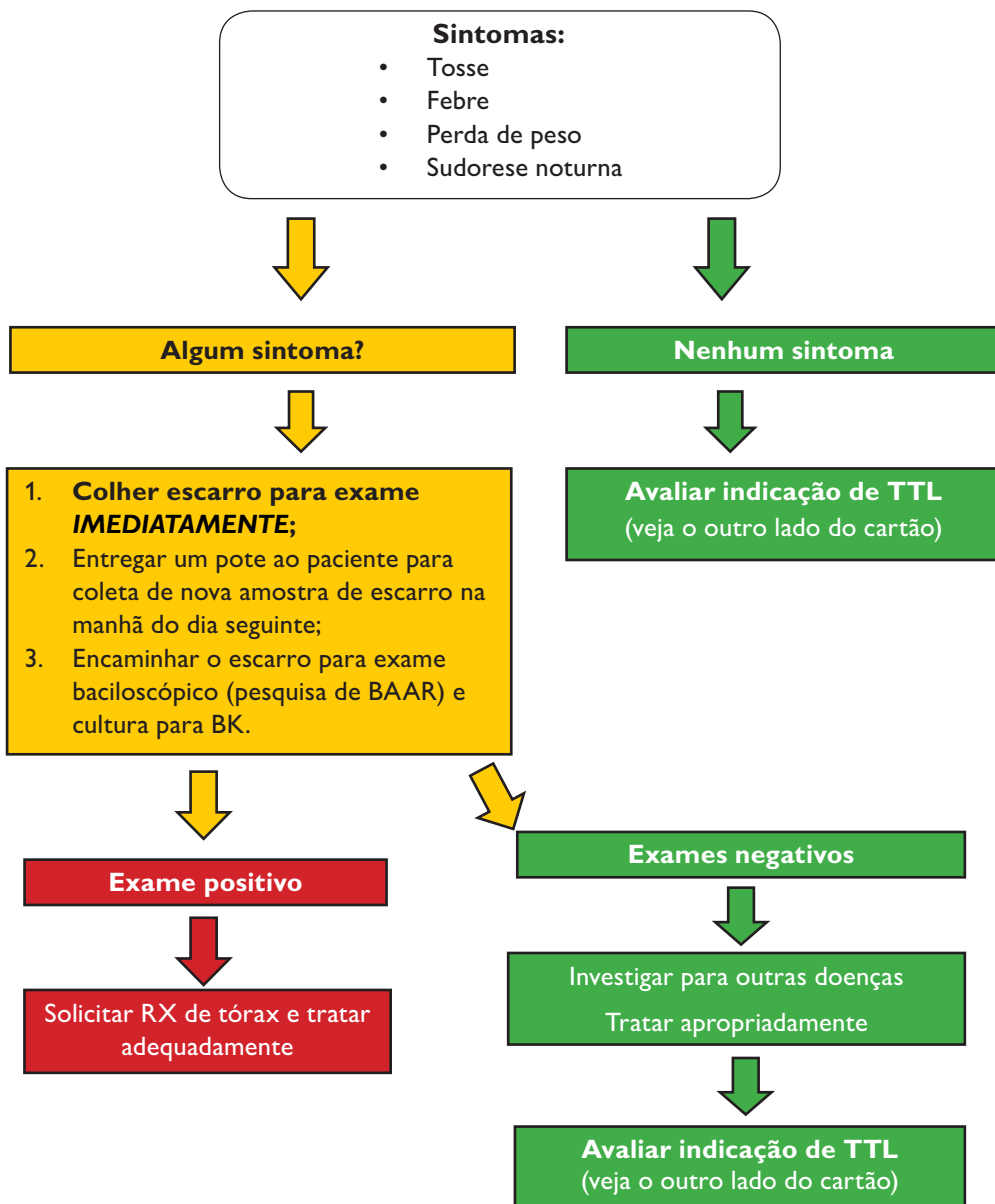 Sintomas:
• Tosse
• Febre
• Perda de peso
• Sudorese noturna
Algum sintoma?
Nenhum sintoma
1. Colher escarro para exame
IMEDIATAMENTE;
2. Entregar um pote ao paciente para
coleta de nova amostra de escarro na
manhã do dia seguinte;
3. Encaminhar o escarro para exame
baciloscópico (pesquisa de BAAR) e
cultura para BK.
Avaliar indicação de TTL
(veja o outro lado do cartão)
Exame positivo
Solicitar RX de tórax e tratar
adequadamente
Exames negativos
Investigar para outras doenças
Tratar apropriadamente
Avaliar indicação de TTL
(veja o outro lado do cartão)